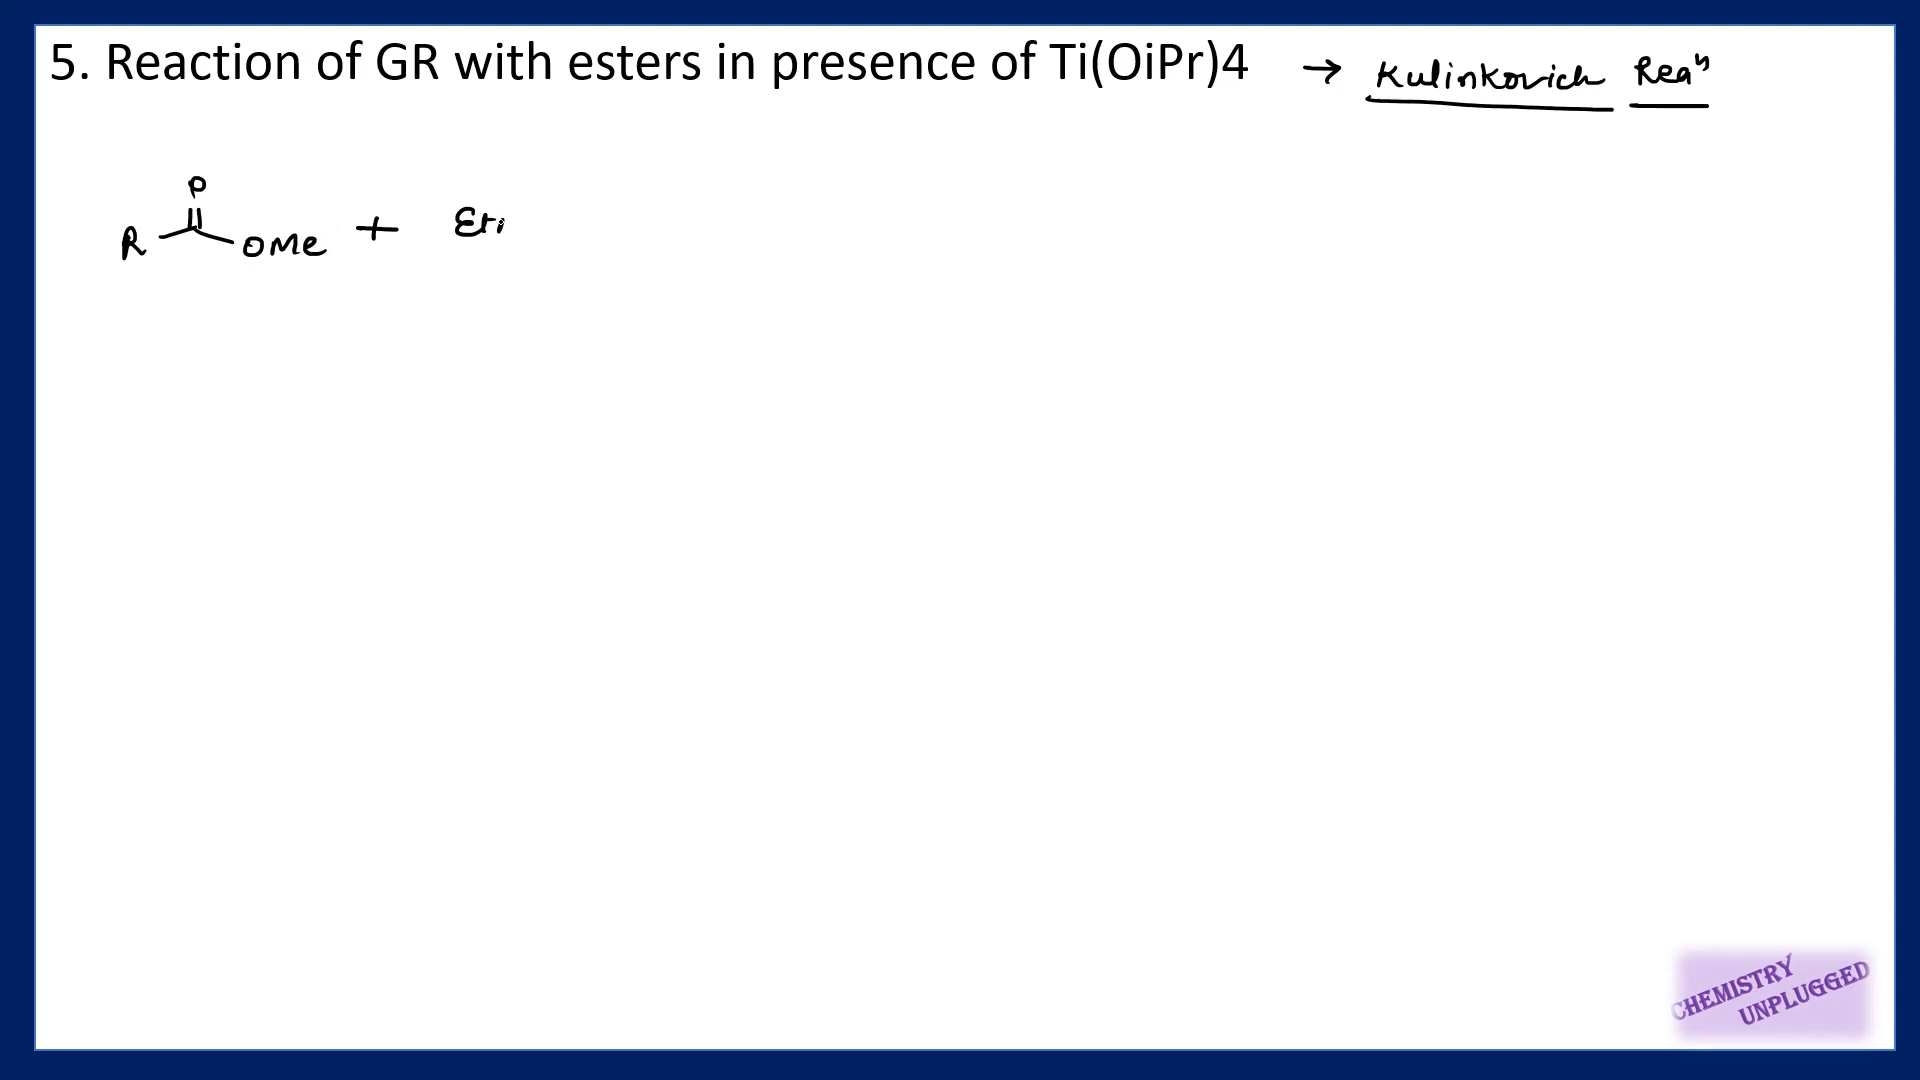 5. Reaction of GR with esters in presence of Ti(OiPr)4 → Kulinkovich Reaⁿ
O
R OMe + Et
CHEMISTRY
UNPLUGGED